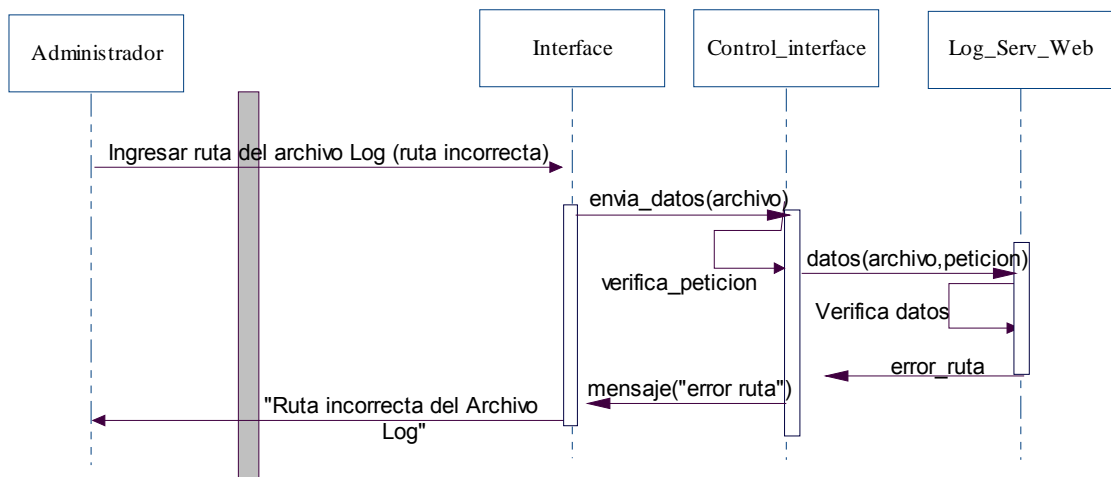 Administrador
Interface
Control_interface
Log_Serv_Web
Ingresar ruta del archivo Log (ruta incorrecta)
envia_datos(archivo)
verifica_peticion
datos(archivo,peticion)
Verifica datos
error_ruta
mensaje("error ruta")
"Ruta incorrecta del Archivo
Log"